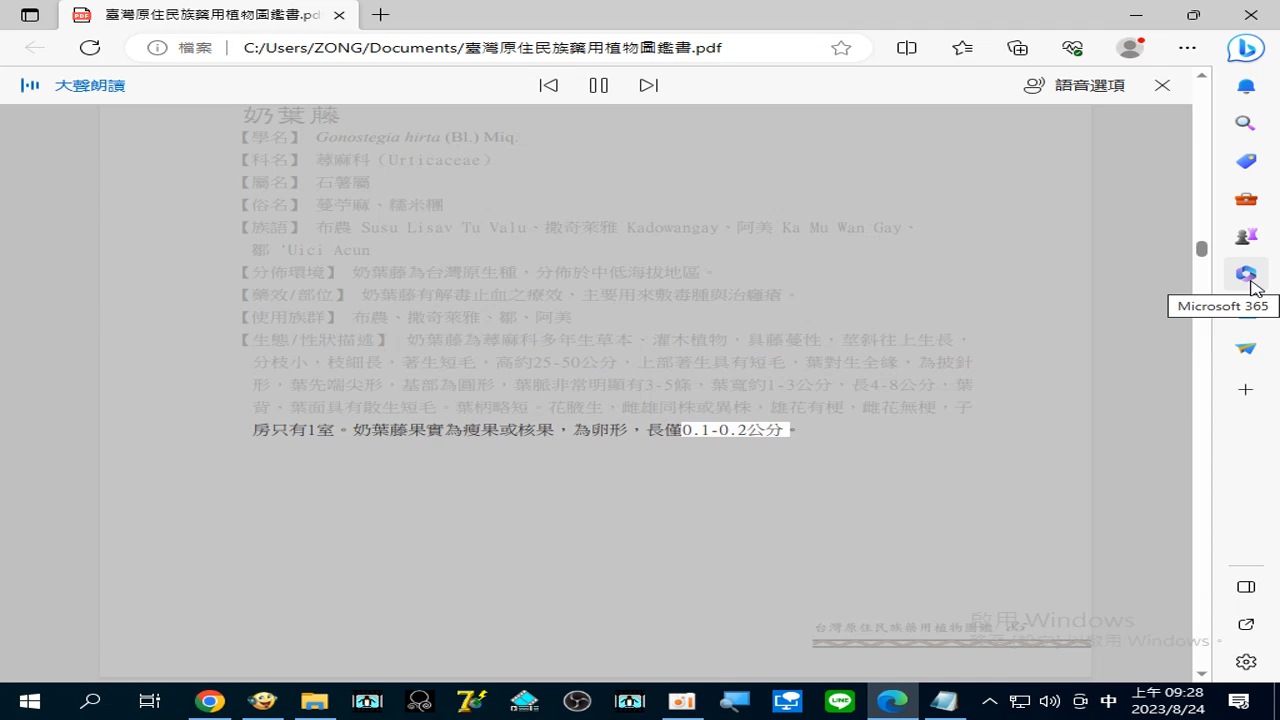 臺灣原住民族藥用植物圖鑑書.pdf
檔案
C:/Users/ZONG/Documents/臺灣原住民族藥用植物圖鑑書.pdf
大聲朗讀
語音選項
奶葉藤
【學名】 Gonostegia hirta (Bl.) Miq.
【科名】 蕁麻科（Urticaceae）
【屬名】 石薯屬
【俗名】 蔓苧麻、糯米糰
【族語】 布農 Susu Lisav Tu Valu、撒奇萊雅 Kadowangay、阿美 Ka Mu Wan Gay、
鄒 'Uici Acun
【分佈環境】 奶葉藤為台灣原生種，分佈於中低海拔地區。
【藥效/部位】 奶葉藤有解毒止血之療效，主要用來敷毒腫與治癰瘡。
【使用族群】 布農、撒奇萊雅、鄒、阿美
【生態/性狀描述】 奶葉藤為蕁麻科多年生草本、灌木植物，具藤蔓性，莖斜往上生長，
分枝小，枝細長，著生短毛，高約25-50公分，上部著生具有短毛，葉對生全緣，為披針
形，葉先端尖形，基部為圓形，葉脈非常明顯有3-5條，葉寬約1-3公分，長4-8公分，葉
背、葉面具有散生短毛。葉柄略短。花腋生，雌雄同株或異株，雄花有梗，雌花無梗，子
房只有1室。奶葉藤果實為瘦果或核果，為卵形，長僅0.1-0.2公分。
Microsoft 365
台灣原住民族藥用植物圖鑑
啟用 Windows
啟用 Windows。
中
上午 09:28
2023/8/24